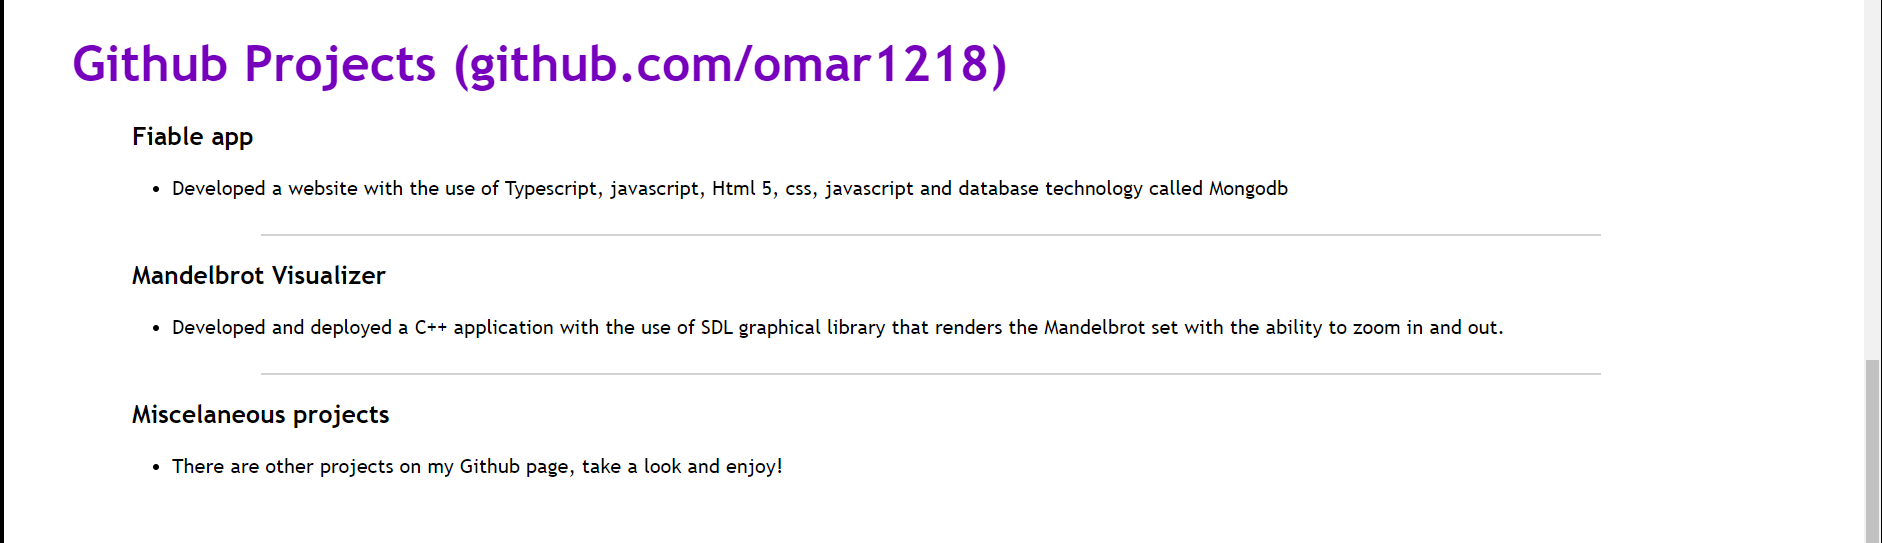 Github Projects (github.com/omar1218)
Fiable app
• Developed a website with the use of Typescript, javascript, Html 5, css, javascript and database technology called Mongodb
Mandelbrot Visualizer
• Developed and deployed a C++ application with the use of SDL graphical library that renders the Mandelbrot set with the ability to zoom in and out.
Miscelaneous projects
• There are other projects on my Github page, take a look and enjoy!